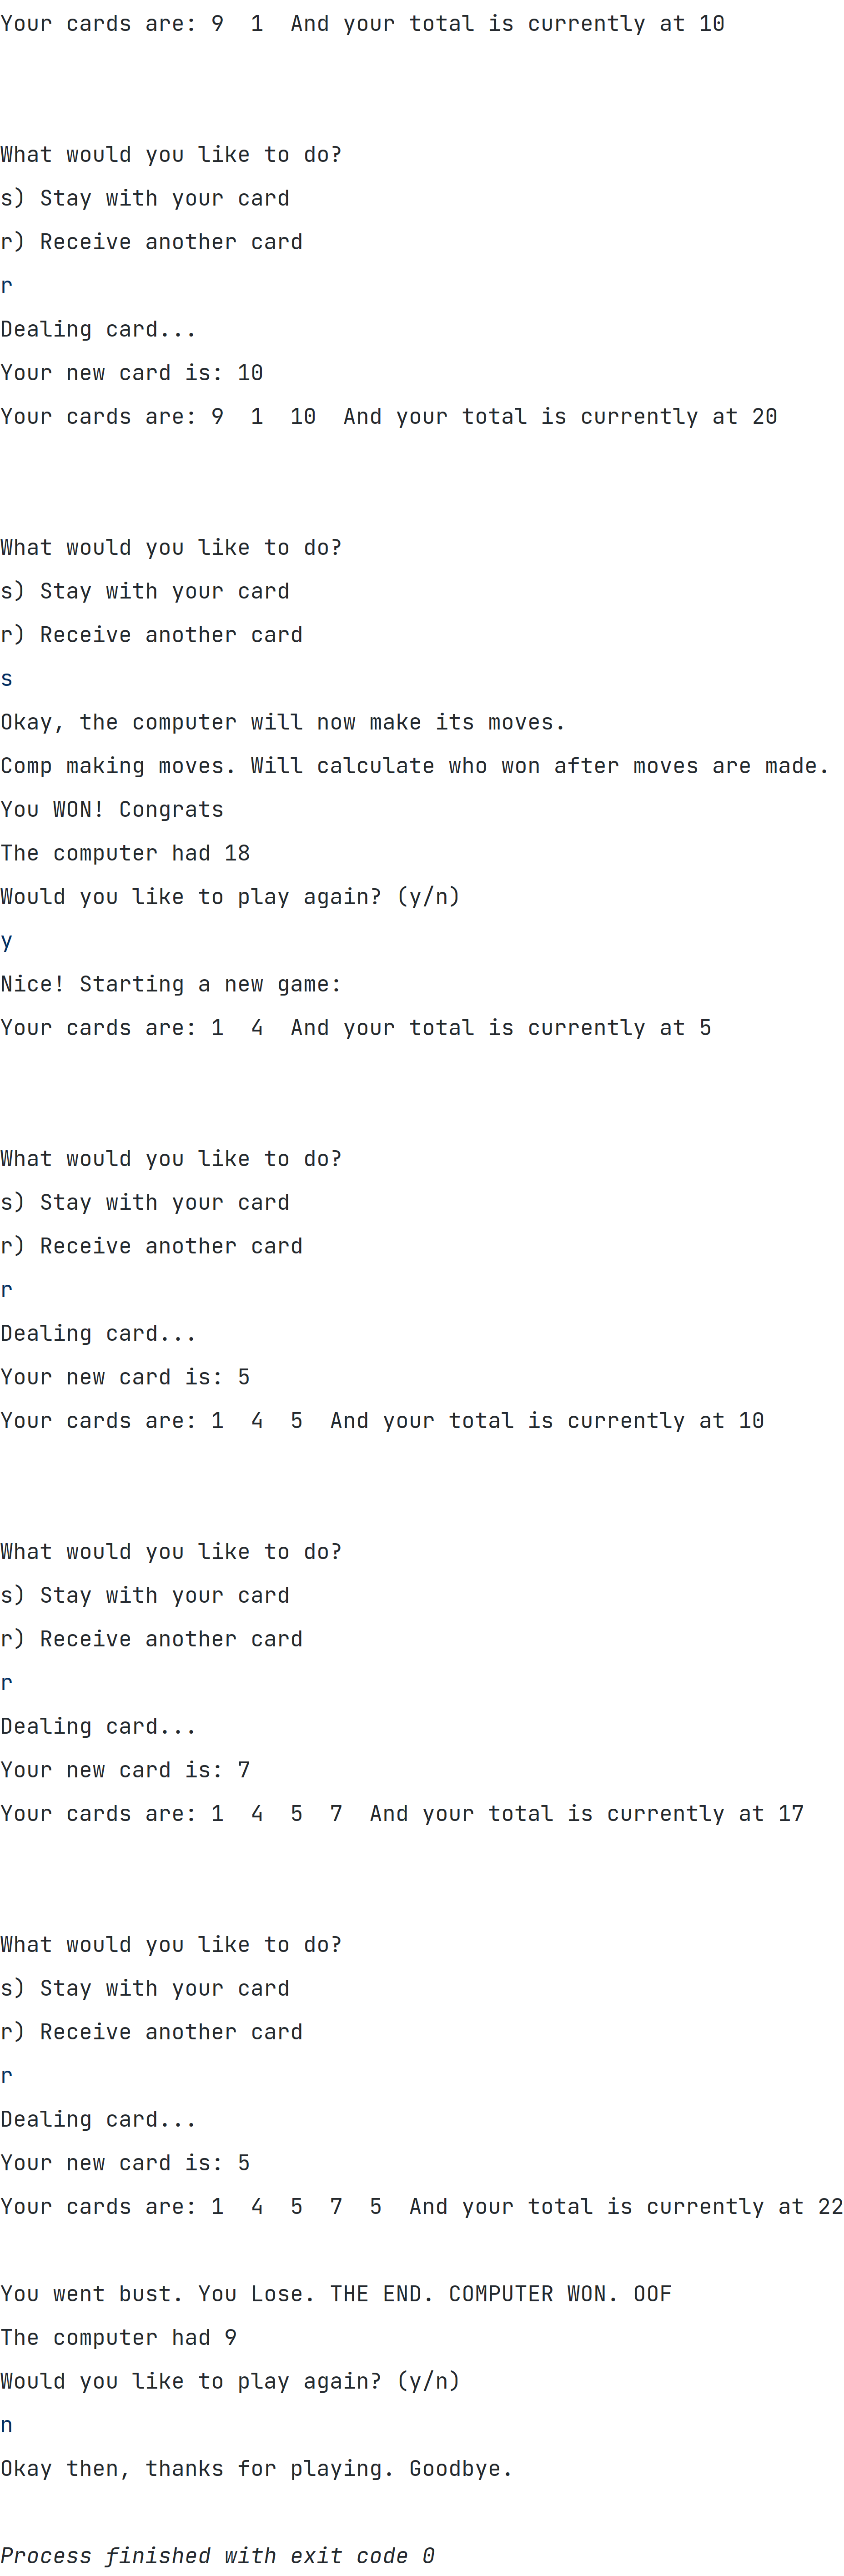 Your cards are: 9  1  And your total is currently at 10
What would you like to do?
s) Stay with your card
r) Receive another card
r
Dealing card...
Your new card is: 10
Your cards are: 9  1  10  And your total is currently at 20
What would you like to do?
s) Stay with your card
r) Receive another card
s
Okay, the computer will now make its moves.
Comp making moves. Will calculate who won after moves are made.
You WON! Congrats
The computer had 18
Would you like to play again? (y/n)
y
Nice! Starting a new game:
Your cards are: 1  4  And your total is currently at 5
What would you like to do?
s) Stay with your card
r) Receive another card
r
Dealing card...
Your new card is: 5
Your cards are: 1  4  5  And your total is currently at 10
What would you like to do?
s) Stay with your card
r) Receive another card
r
Dealing card...
Your new card is: 7
Your cards are: 1  4  5  7  And your total is currently at 17
What would you like to do?
s) Stay with your card
r) Receive another card
r
Dealing card...
Your new card is: 5
Your cards are: 1  4  5  7  5  And your total is currently at 22
You went bust. You Lose. THE END. COMPUTER WON. OOF
The computer had 9
Would you like to play again? (y/n)
n
Okay then, thanks for playing. Goodbye.
Process finished with exit code 0